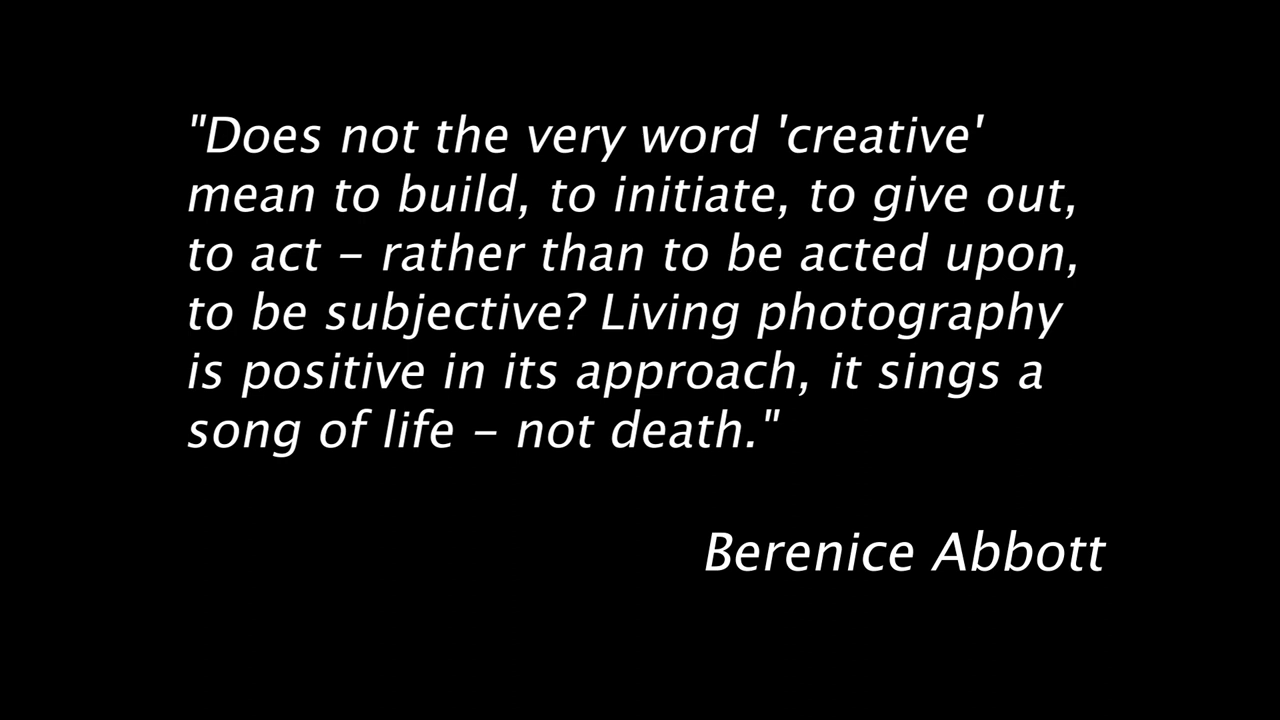 "Does not the very word 'creative'
mean to build, to initiate, to give out,
to act – rather than to be acted upon,
to be subjective? Living photography
is positive in its approach, it sings a
song of life – not death."
Berenice Abbott